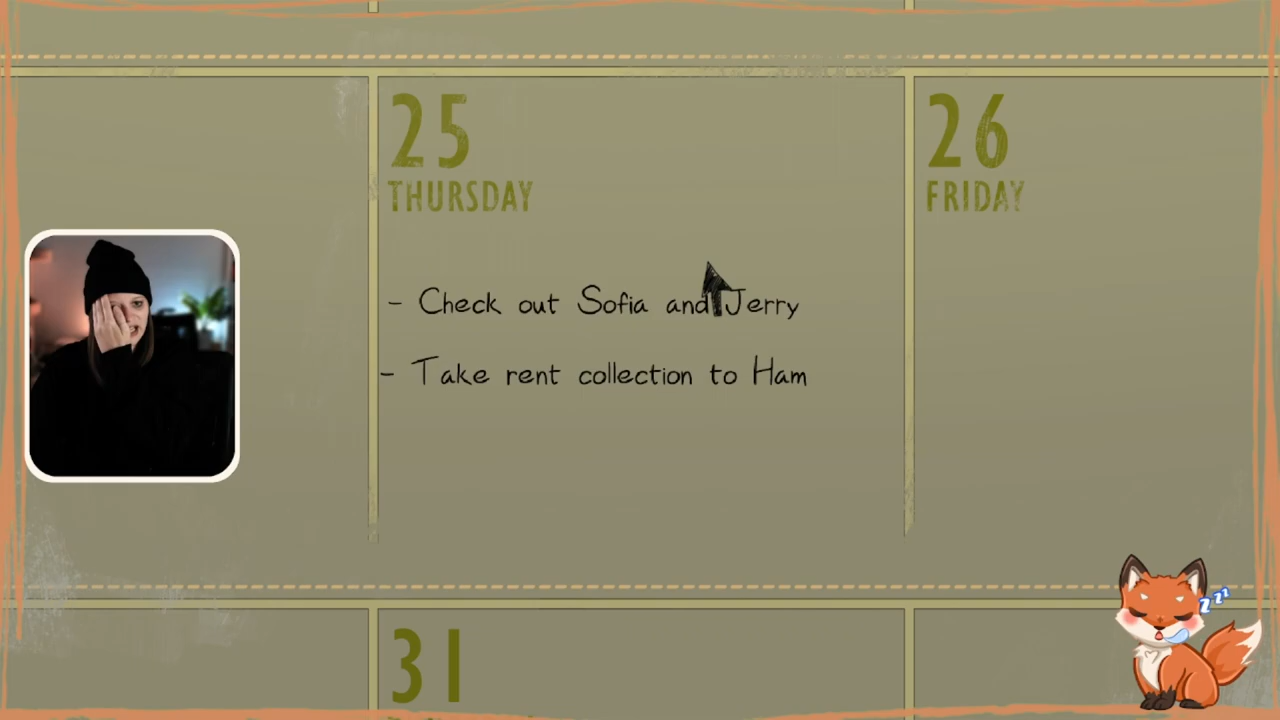 25
THURSDAY
- Check out Sofia and Jerry
- Take rent collection to Ham
26
FRIDAY
31
z z z